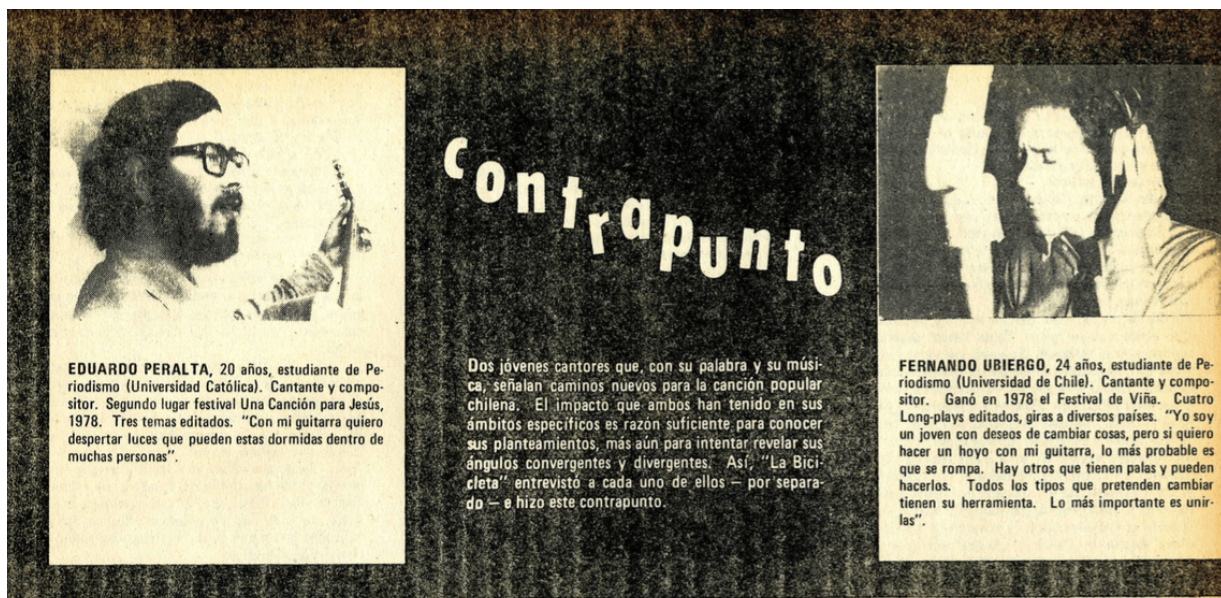 contrapunto
EDUARDO PERALTA, 20 años, estudiante de Pe-
riodismo (Universidad Católica). Cantante y compo-
sitor. Segundo lugar festival Una Canción para Jesús,
1978. Tres temas editados. "Con mi guitarra quiero
despertar luces que pueden estas dormidas dentro de
muchas personas".
Dos jóvenes cantores que, con su palabra y su músi-
ca, señalan caminos nuevos para la canción popular
chilena. El impacto que ambos han tenido en sus
ámbitos específicos es razón suficiente para conocer
sus planteamientos, más aún para intentar revelar sus
ángulos convergentes y divergentes. Así, "La Bici-
cleta" entrevistó a cada uno de ellos — por separa-
do — e hizo este contrapunto.
FERNANDO UBIERGO, 24 años, estudiante de Pe-
riodismo (Universidad de Chile). Cantante y compo-
sitor. Ganó en 1978 el Festival de Viña. Cuatro
Long-plays editados, giras a diversos países. "Yo soy
un joven con deseos de cambiar cosas, pero si quiero
hacer un hoyo con mi guitarra, lo más probable es
que se rompa. Hay otros que tienen palas y pueden
hacerlos. Todos los tipos que pretenden cambiar
tienen su herramienta. Lo más importante es unir-
las".